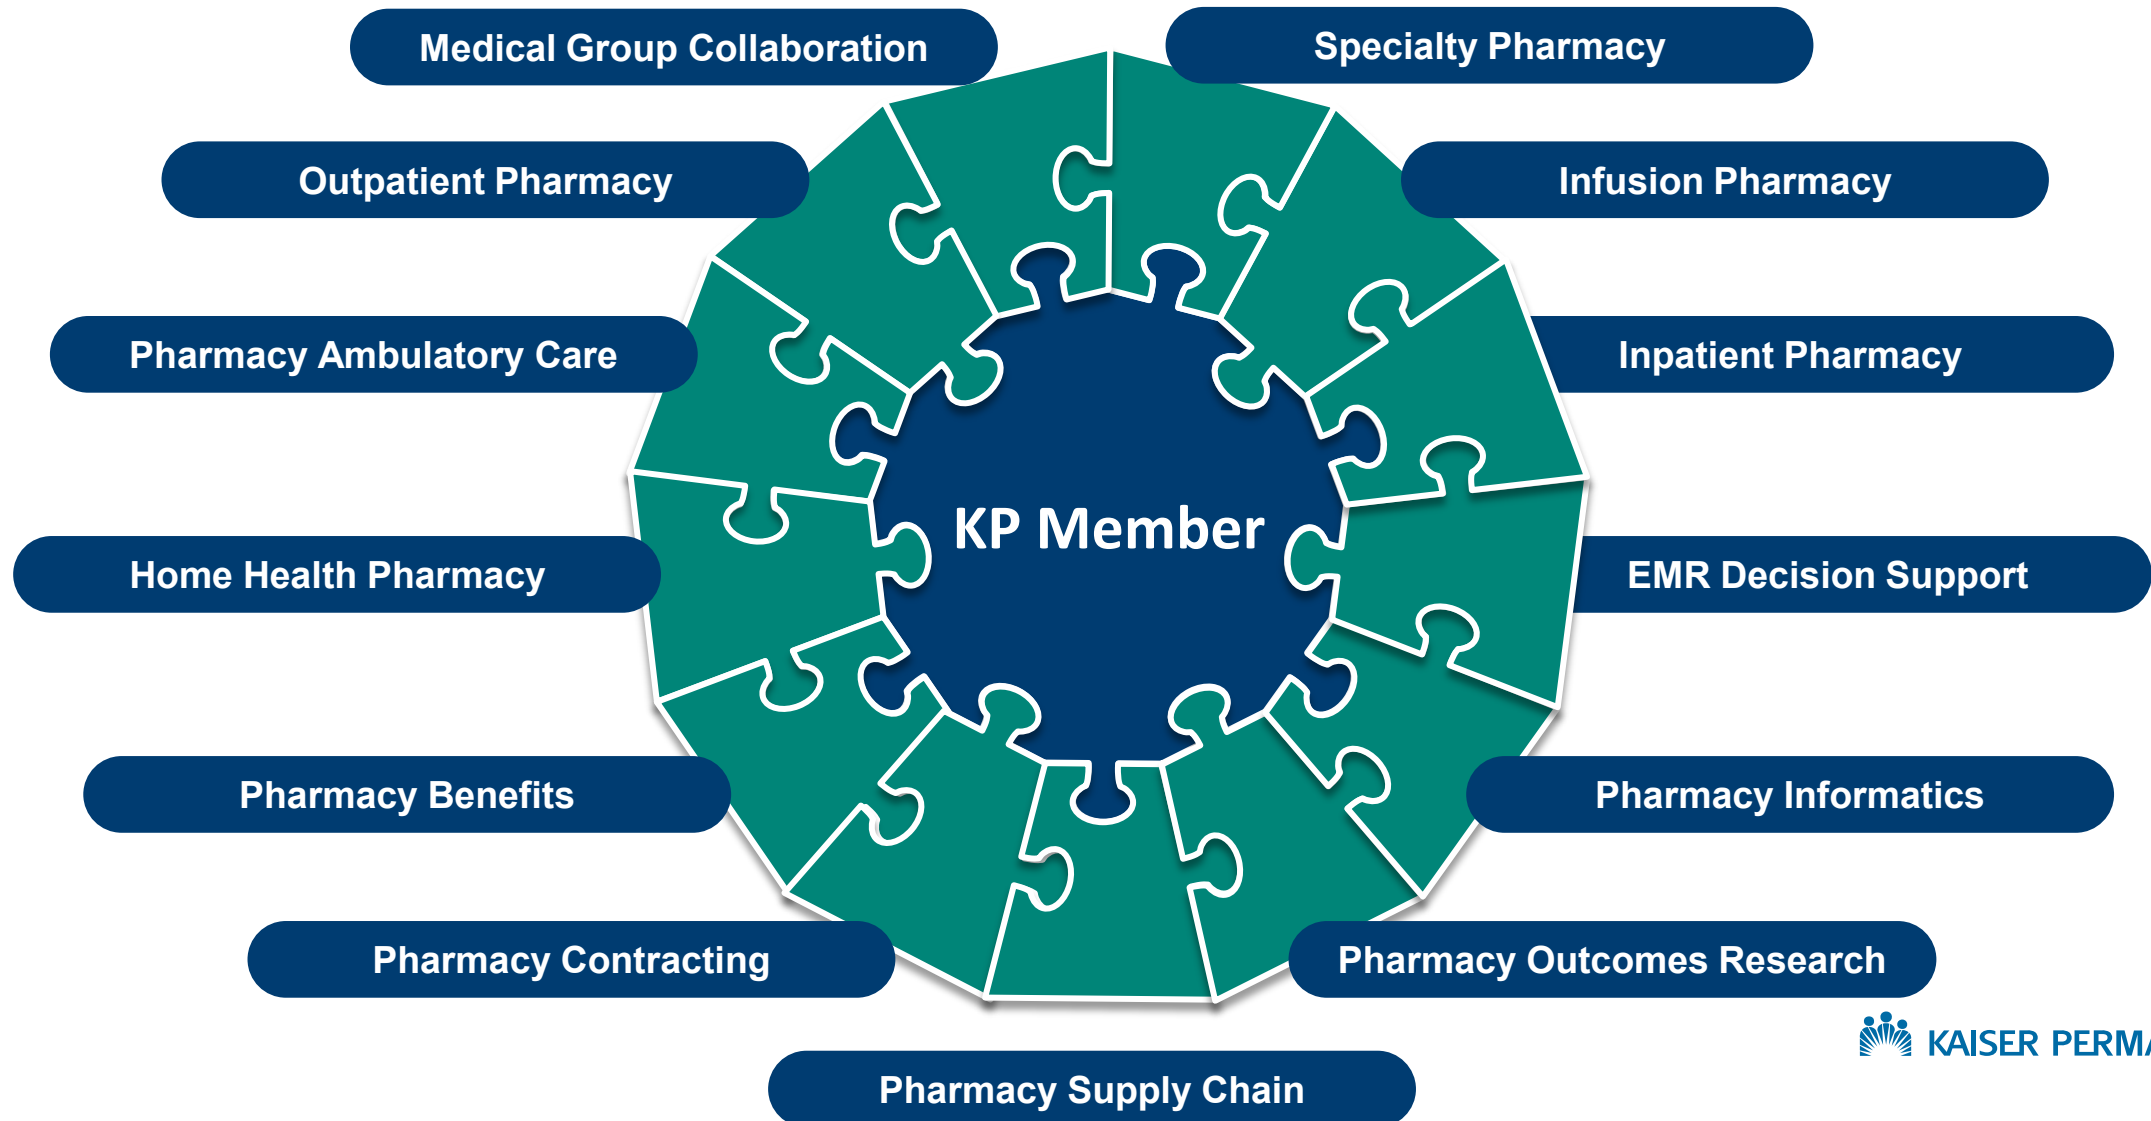 Medical Group Collaboration
Specialty Pharmacy
Outpatient Pharmacy
Infusion Pharmacy
Pharmacy Ambulatory Care
Inpatient Pharmacy
KP Member
Home Health Pharmacy
EMR Decision Support
Pharmacy Benefits
Pharmacy Informatics
Pharmacy Contracting
Pharmacy Outcomes Research
KAISER PERMA
Pharmacy Supply Chain